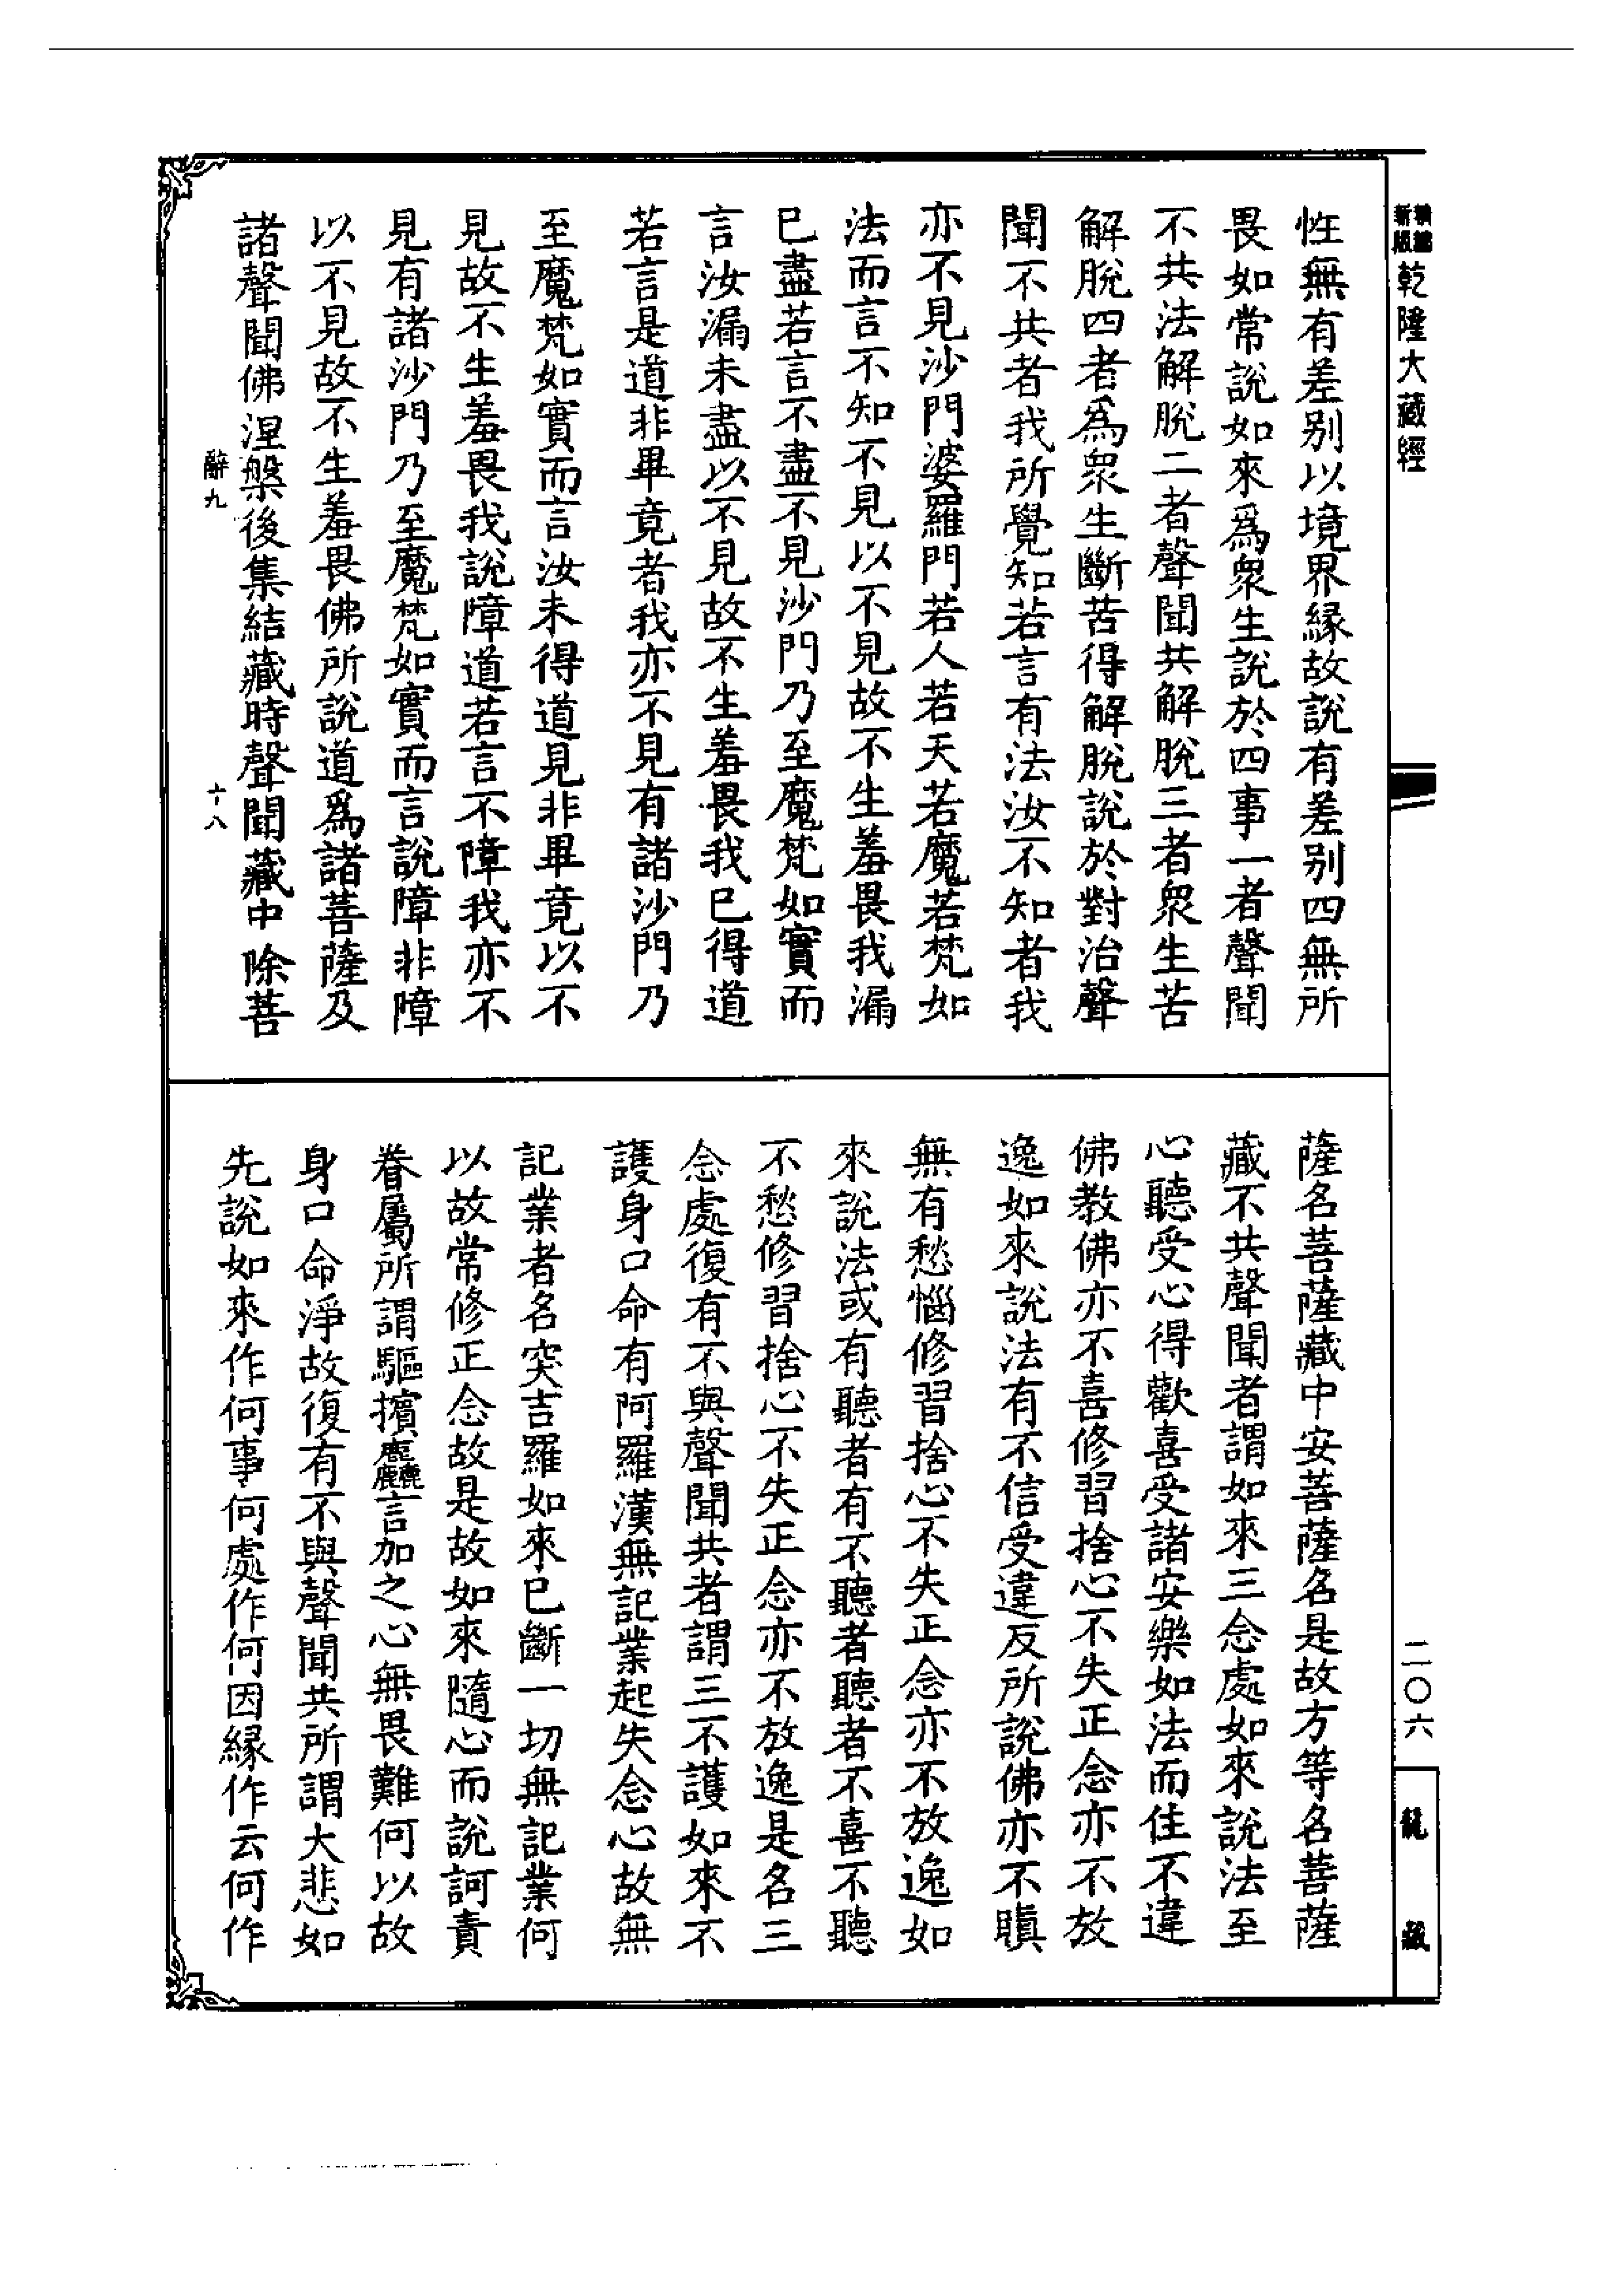 新編
新版
乾隆大藏經
性無有差別以境界緣故說有差別四無所
畏如常說如來爲衆生說於四事一者聲聞
不共法解脫二者聲聞共解脫三者衆生苦
解脫四者爲衆生斷苦得解脫說於對治聲
聞不共者我所覺知若言有法汝不知者我
亦不見沙門婆羅門若人若天若魔若梵如
法而言不知不見以不見故不生羞畏我漏
已盡若言不盡不見沙門乃至魔梵如實而
言汝漏未盡以不見故不生羞畏我已得道
若言是道非畢竟者我亦不見有諸沙門乃
至魔梵如實而言汝未得道見非畢竟以不
見故不生羞畏我說障道若言不障我亦不
見有諸沙門乃至魔梵如實而言說障非障
以不見故不生羞畏佛所說道爲諸菩薩及
諸聲聞佛涅槃後集結藏時聲聞藏中除菩
辭九
十八
薩名菩薩藏中安菩薩名是故方等名菩薩
藏不共聲聞者謂如來三念處如來說法至
心聽受心得歡喜受諸安樂如法而住不違
佛教佛亦不喜修習捨心不失正念亦不放
逸如來說法有不信受違反所說佛亦不瞋
無有愁惱修習捨心不失正念亦不放逸如
來說法或有聽者有不聽者聽者不喜不聽
不愁修習捨心不失正念亦不放逸是名三
念處復有不與聲聞共者謂三不護如來不
護身口命有阿羅漢無記業起失念心故無
記業者名突吉羅如來已斷一切無記業何
以故常修正念故是故如來隨心而說訶責
眷屬所謂驅擯麤言加之心無畏難何以故
身口命淨故復有不與聲聞共所謂大悲如
先說如來作何事何處作何因緣作云何作
二〇六
龍藏